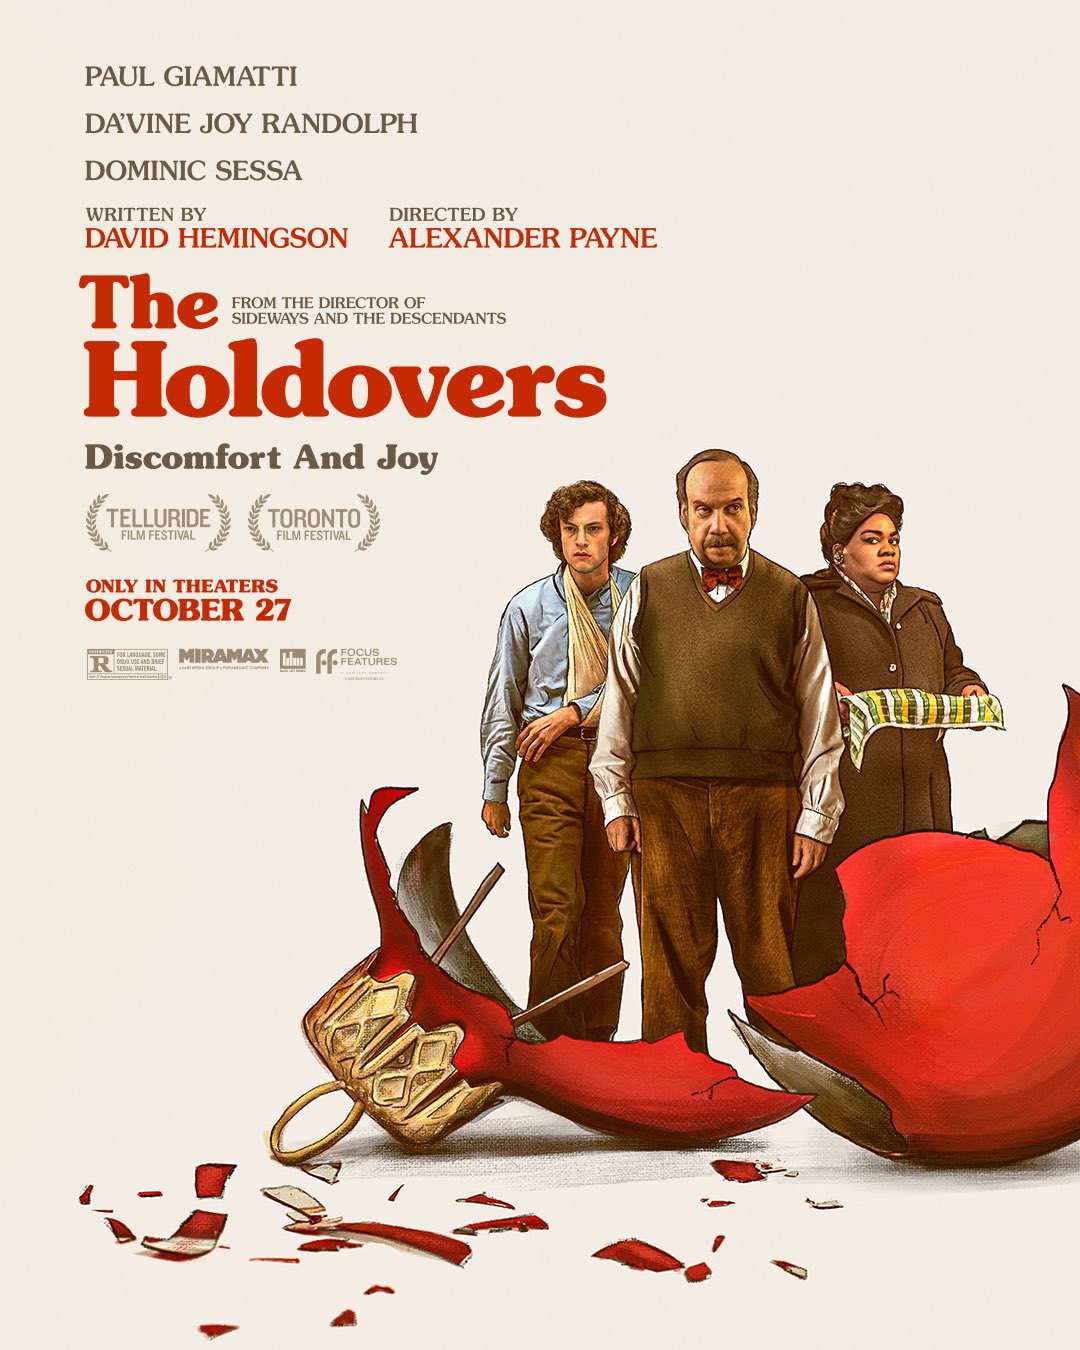 PAUL GIAMATTI
DA'VINE JOY RANDOLPH
DOMINIC SESSA
WRITTEN BY
DAVID HEMINGSON
DIRECTED BY
ALEXANDER PAYNE
The
FROM THE DIRECTOR OF
SIDEWAYS AND THE DESCENDANTS
Holdovers
Discomfort And Joy
TELLURIDE
FILM FESTIVAL
TORONTO
FILM FESTIVAL
ONLY IN THEATERS
OCTOBER 27
RESTRICTED
R
FOR LANGUAGE, SOME
DRUG USE AND BRIEF
SEXUAL MATERIAL.
MIRAMAX
FOCUS
FEATURES